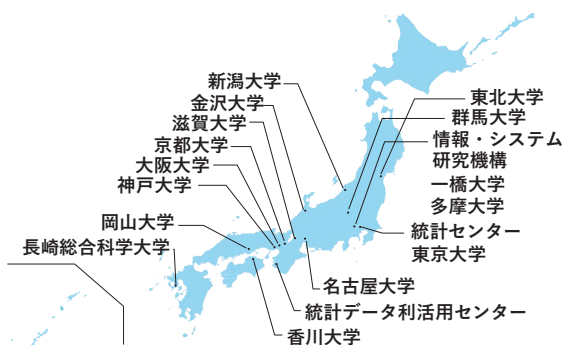 新潟大学
金沢大学
滋賀大学
京都大学
大阪大学
神戸大学
岡山大学
長崎総合科学大学
東北大学
群馬大学
情報・システム
研究機構
一橋大学
多摩大学
統計センター
東京大学
名古屋大学
統計データ利活用センター
香川大学